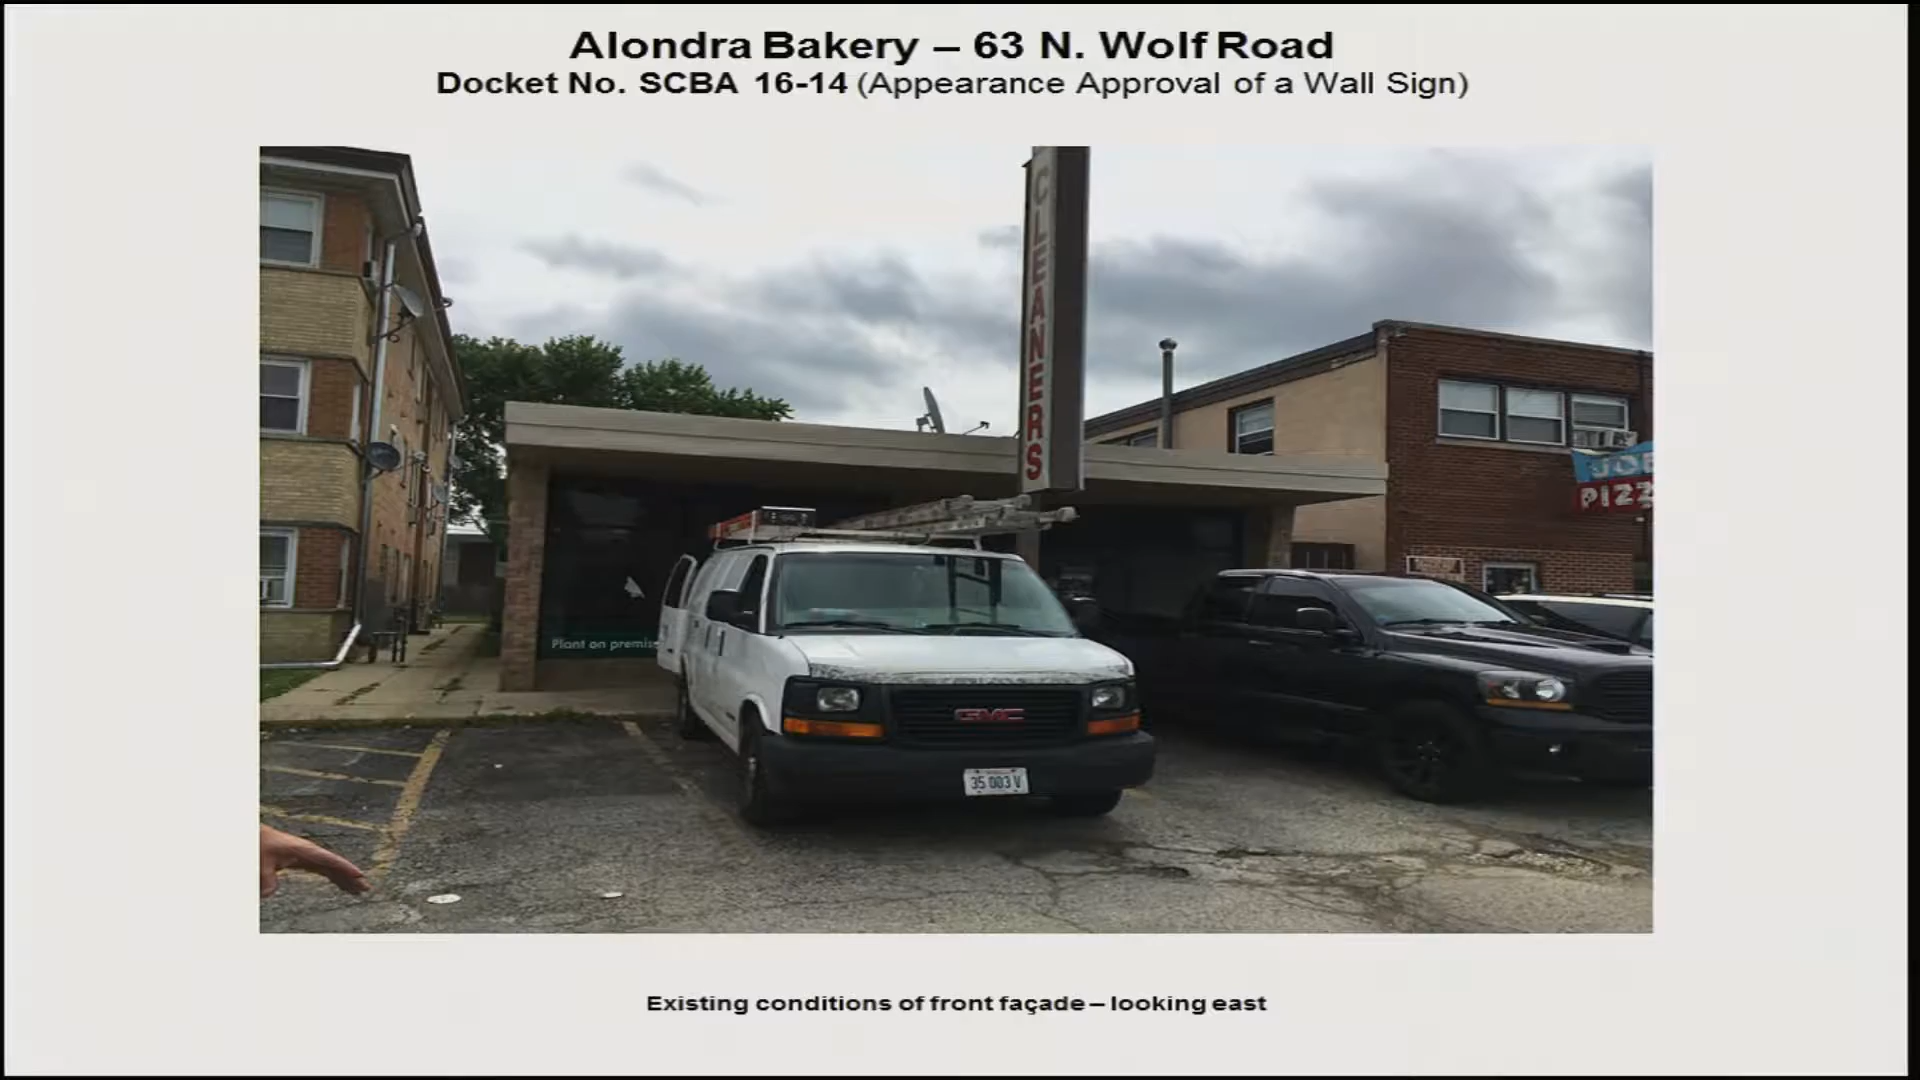 Alondra Bakery – 63 N. Wolf Road
Docket No. SCBA 16-14 (Appearance Approval of a Wall Sign)
CLEANERS
JOE
PIZZ
Plant on premis
GMC
35 003 V
Existing conditions of front façade – looking east